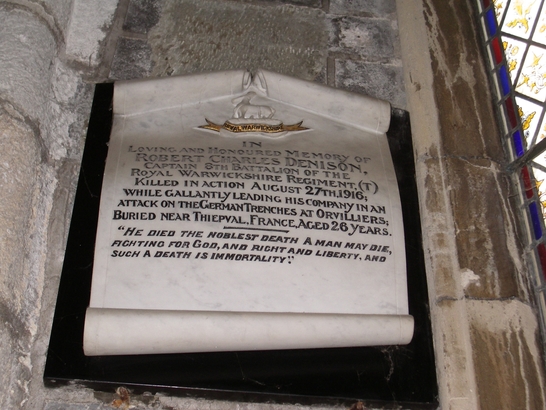 ROYAL WARWICKSHIRE
IN
LOVING AND HONOURED MEMORY OF
ROBERT CHARLES DENISON,
CAPTAIN 8TH BATTALION OF THE
ROYAL WARWICKSHIRE REGIMENT, (T)
KILLED IN ACTION AUGUST 27TH, 1916;
WHILE GALLANTLY LEADING HIS COMPANY IN AN
ATTACK ON THE GERMAN TRENCHES AT ORVILLIERS;
BURIED NEAR THIEPVAL, FRANCE, AGED 26 YEARS.
"HE DIED THE NOBLEST DEATH A MAN MAY DIE,
FIGHTING FOR GOD, AND RIGHT AND LIBERTY, AND
SUCH A DEATH IS IMMORTALITY".